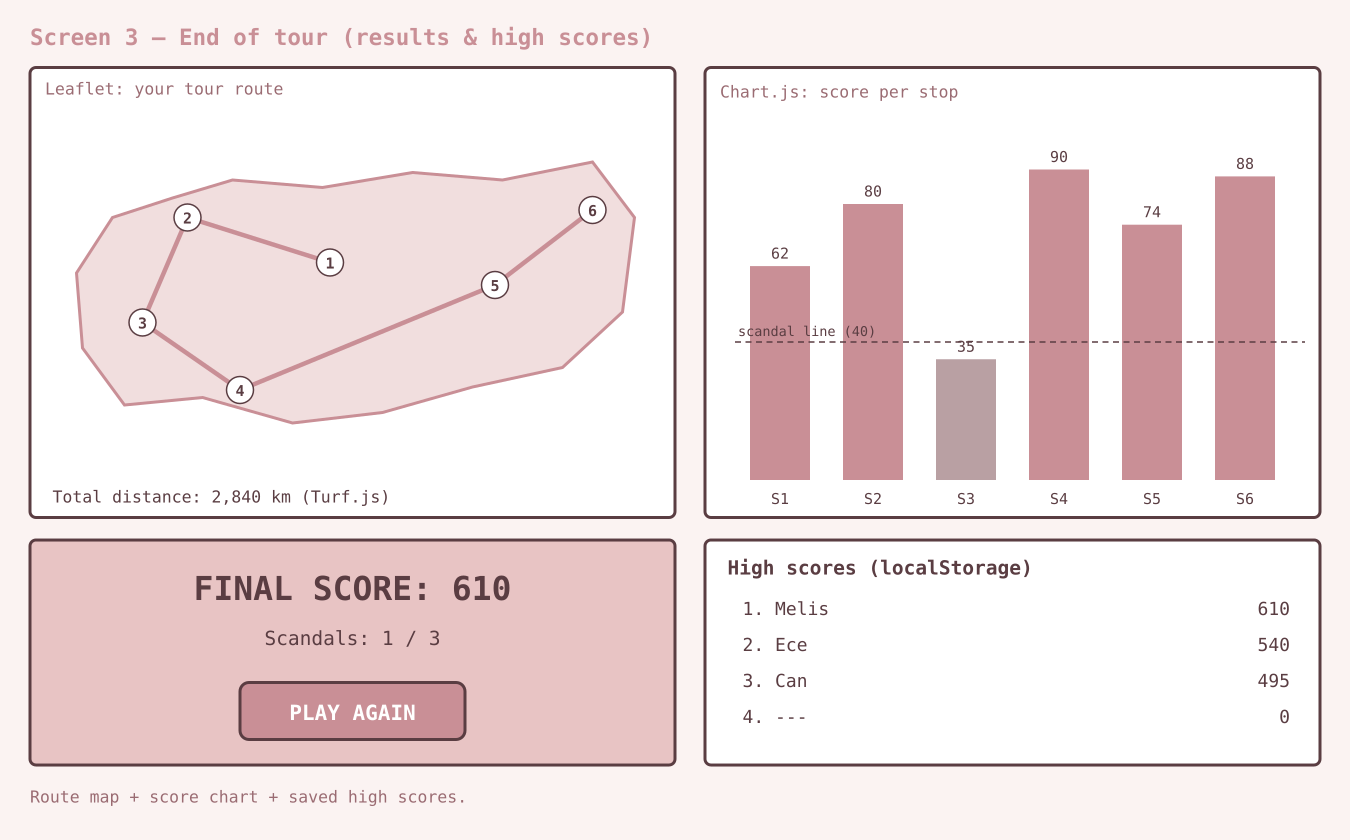 Screen 3 — End of tour (results & high scores)
Leaflet: your tour route
2
1
6
5
3
4
Total distance: 2,840 km (Turf.js)
Chart.js: score per stop
90
88
80
74
62
scandal line (40)
35
S1 S2 S3 S4 S5 S6
FINAL SCORE: 610
Scandals: 1 / 3
PLAY AGAIN
High scores (localStorage)
1. Melis 610
2. Ece 540
3. Can 495
4. --- 0
Route map + score chart + saved high scores.